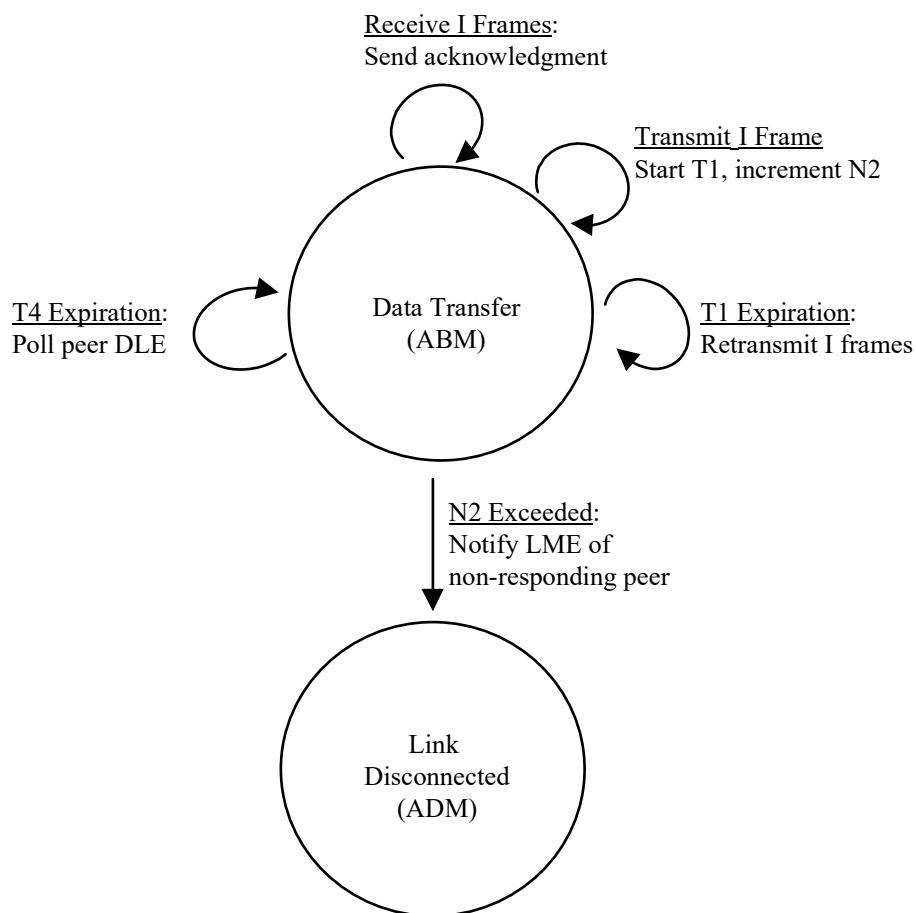 Receive I Frames:
Send acknowledgment
Transmit I Frame
Start T1, increment N2
T4 Expiration:
Poll peer DLE
Data Transfer
(ABM)
T1 Expiration:
Retransmit I frames
N2 Exceeded:
Notify LME of
non-responding peer
Link
Disconnected
(ADM)